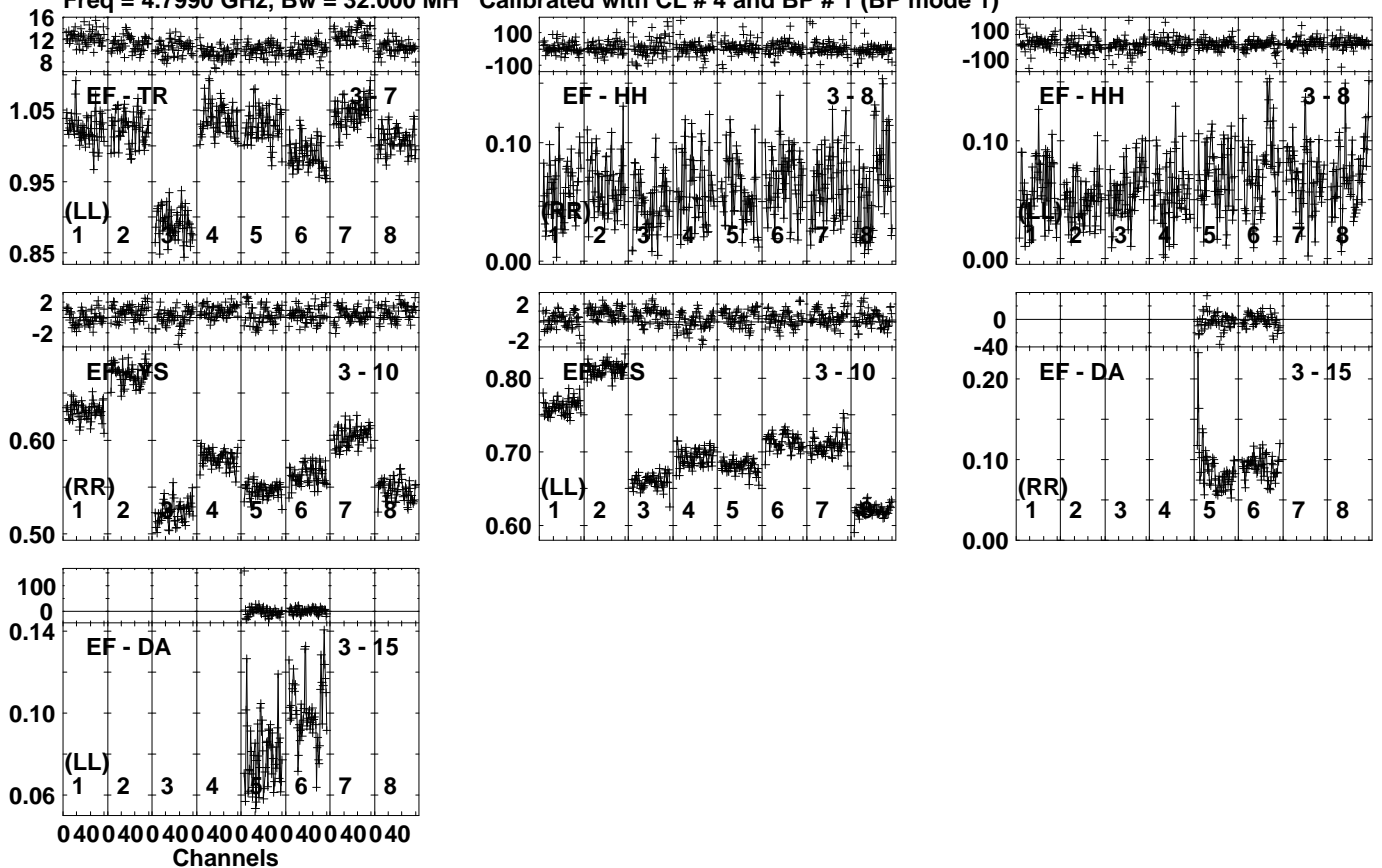 Freq = 4.7990 GHz, Bw = 32.000 MH Calibrated with CL # 4 and BP # 1 (BP mode 1)
16
12
8
EF - TR 3 - 7
1.05
0.95
0.85
(LL)
1 2 3 4 5 6 7 8
100
-100
EF - HH 3 - 8
0.10
0.00
(RR)
1 2 3 4 5 6 7 8
100
-100
EF - HH 3 - 8
0.10
0.00
(LL)
1 2 3 4 5 6 7 8
2
-2
EF - YS 3 - 10
0.60
0.50
(RR)
1 2 3 4 5 6 7 8
2
-2
EF - YS 3 - 10
0.80
0.70
0.60
(LL)
1 2 3 4 5 6 7 8
0
-40
EF - DA 3 - 15
0.20
0.10
0.00
(RR)
1 2 3 4 5 6 7 8
100
0
EF - DA 3 - 15
0.14
0.10
0.06
(LL)
1 2 3 4 5 6 7 8
0 40 0 40 0 40 0 40 0 40 0 40 0 40 0 40
Channels